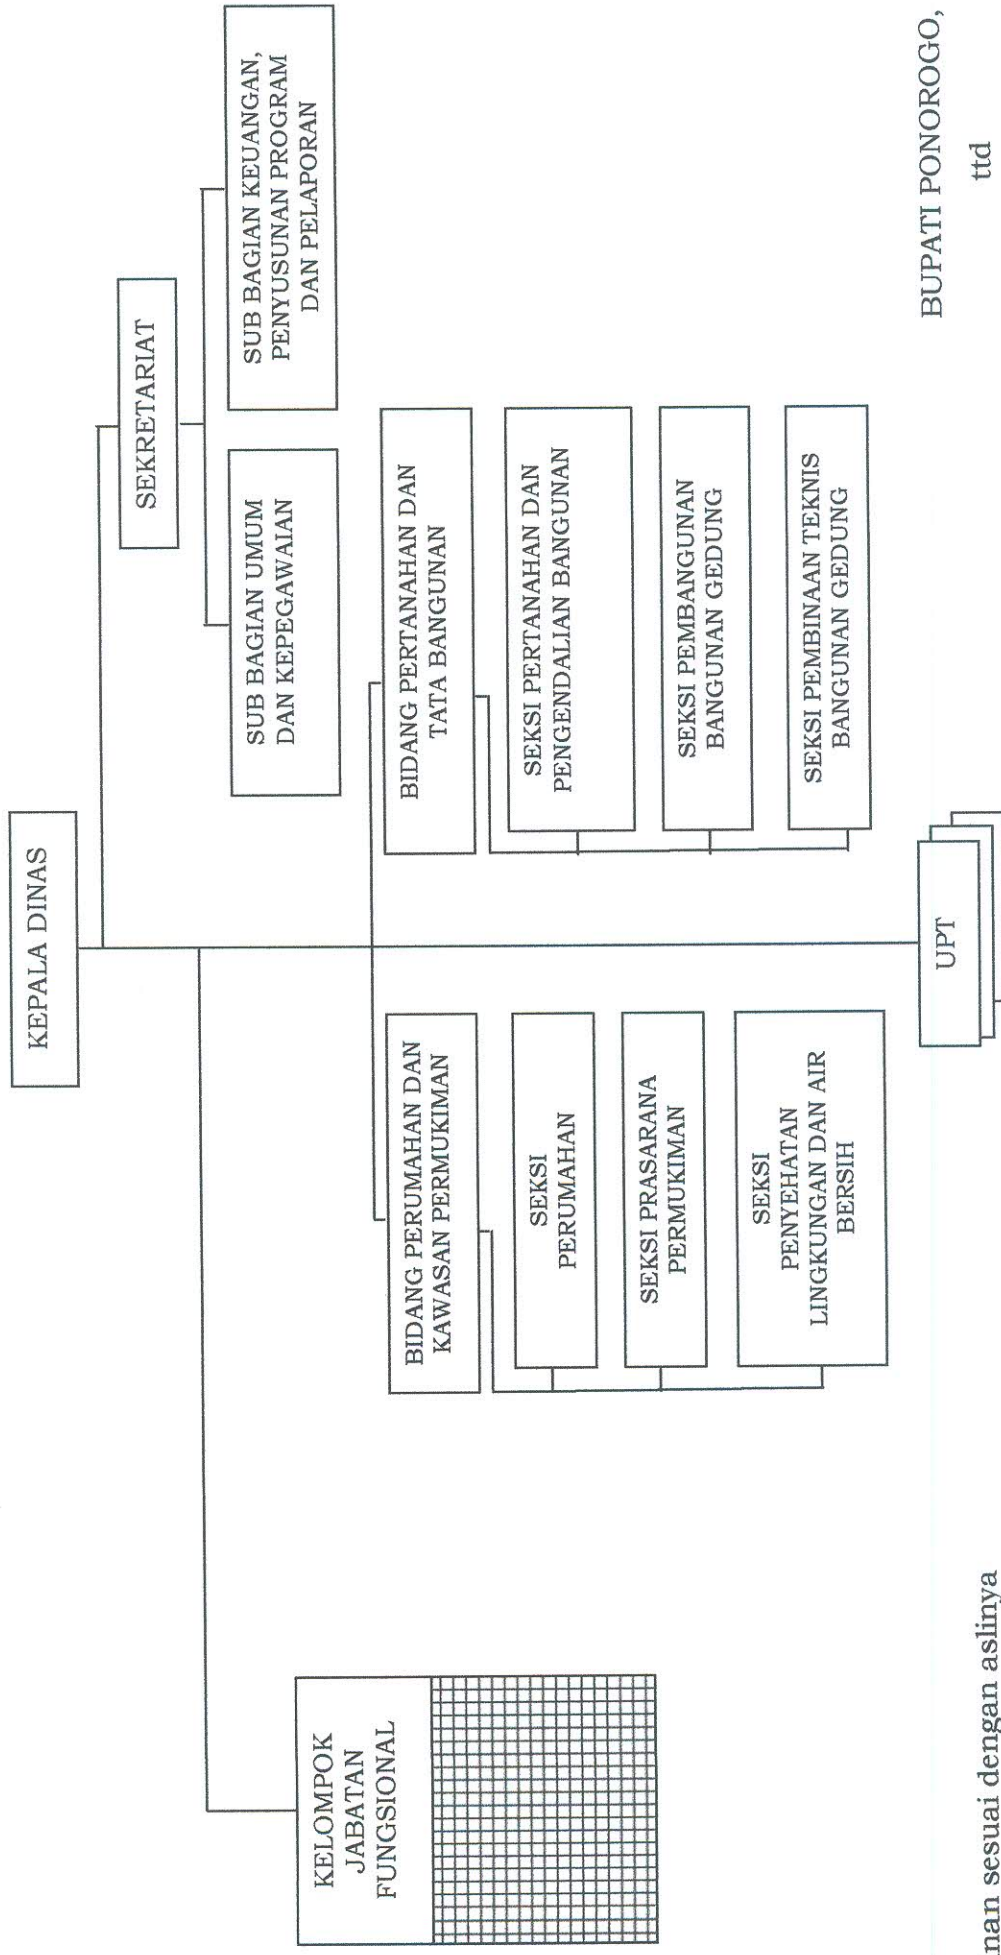 KEPALA DINAS
SEKRETARIAT
SUB BAGIAN UMUM
DAN KEPEGAWAIAN
SUB BAGIAN KEUANGAN,
PENYUSUNAN PROGRAM
DAN PELAPORAN
KELOMPOK
JABATAN
FUNGSIONAL
BIDANG PERUMAHAN DAN
KAWASAN PERMUKIMAN
SEKSI
PERUMAHAN
SEKSI PRASARANA
PERMUKIMAN
SEKSI
PENYEHATAN
LINGKUNGAN DAN AIR
BERSIH
BIDANG PERTANAHAN DAN
TATA BANGUNAN
SEKSI PERTANAHAN DAN
PENGENDALIAN BANGUNAN
SEKSI PEMBANGUNAN
BANGUNAN GEDUNG
SEKSI PEMBINAAN TEKNIS
BANGUNAN GEDUNG
UPT
BUPATI PONOROGO,
ttd
nan sesuai dengan aslinya